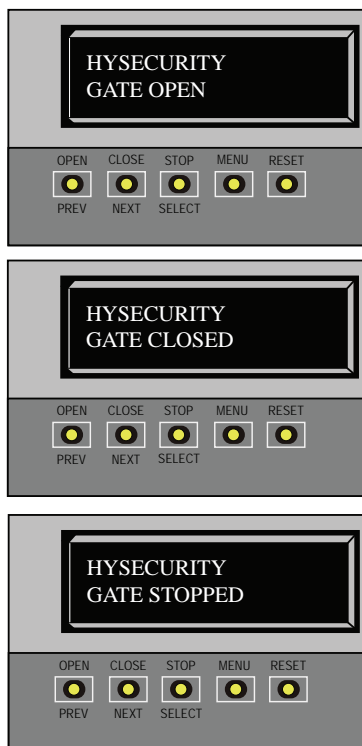 HYSECURITY
GATE OPEN
OPEN CLOSE STOP MENU RESET
PREV NEXT SELECT
HYSECURITY
GATE CLOSED
OPEN CLOSE STOP MENU RESET
PREV NEXT SELECT
HYSECURITY
GATE STOPPED
OPEN CLOSE STOP MENU RESET
PREV NEXT SELECT